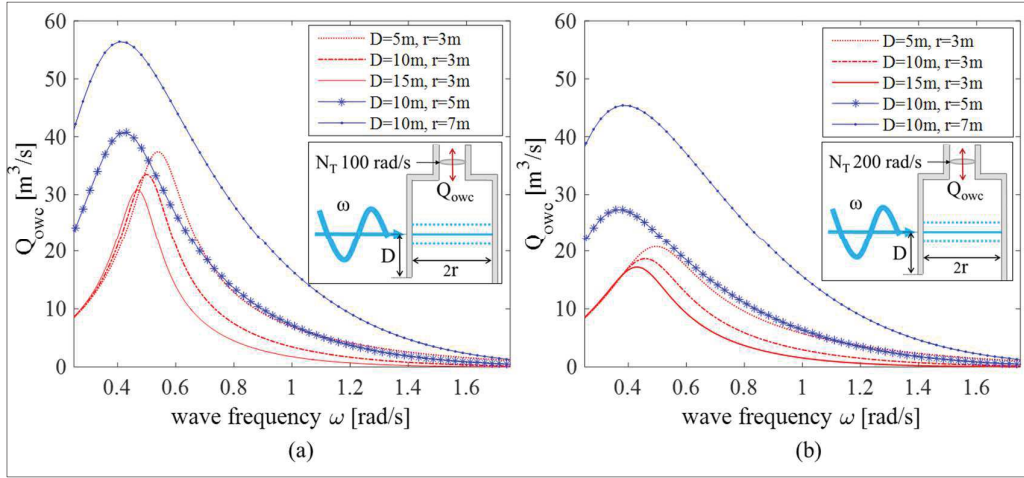 60
50
40
30
20
10
0
Q_owc [m³/s]
D=5m, r=3m
D=10m, r=3m
D=15m, r=3m
D=10m, r=5m
D=10m, r=7m
N_T 100 rad/s
Q_owc
ω
D
2r
0.4 0.6 0.8 1 1.2 1.4 1.6
wave frequency ω [rad/s]
(a)
60
50
40
30
20
10
0
Q_owc [m³/s]
D=5m, r=3m
D=10m, r=3m
D=15m, r=3m
D=10m, r=5m
D=10m, r=7m
N_T 200 rad/s
Q_owc
ω
D
2r
0.4 0.6 0.8 1 1.2 1.4 1.6
wave frequency ω [rad/s]
(b)